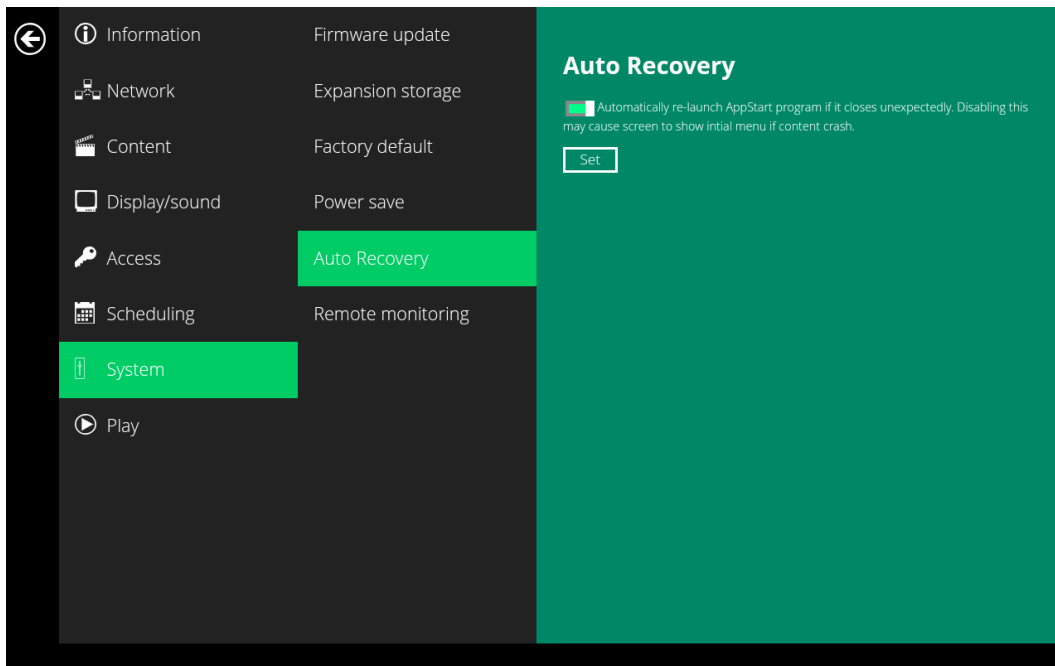 Information
Network
Content
Display/sound
Access
Scheduling
System
Play
Firmware update
Expansion storage
Factory default
Power save
Auto Recovery
Remote monitoring
Auto Recovery
Automatically re-launch AppStart program if it closes unexpectedly. Disabling this
may cause screen to show intial menu if content crash.
Set